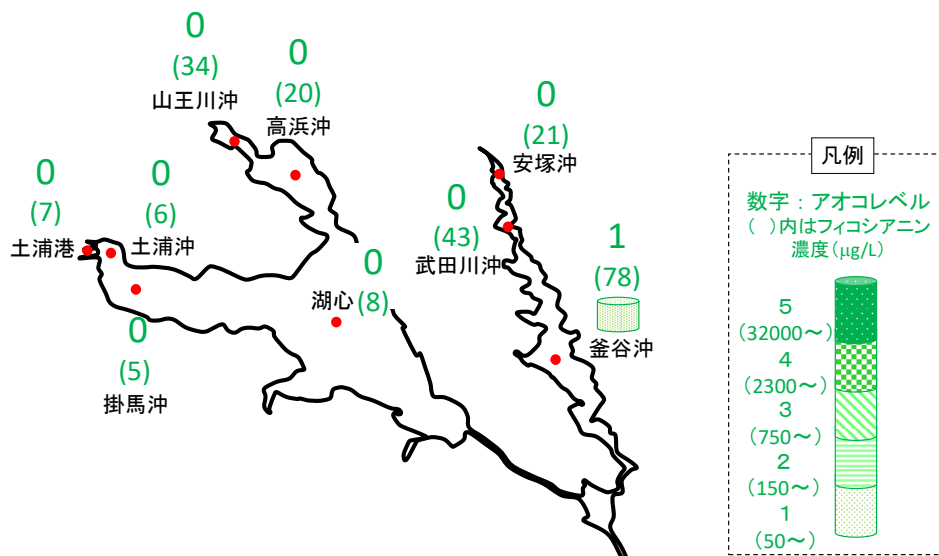 0
(34)
山王川沖
0
(20)
高浜沖
0
(7)
土浦港
0
(6)
土浦沖
0
(5)
掛馬沖
0
(8)
湖心
0
(21)
安塚沖
0
(43)
武田川沖
1
(78)
釜谷沖
凡例
数字：アオコレベル
(　)内はフィコシアニン
濃度(μg/L)
5
(32000～)
4
(2300～)
3
(750～)
2
(150～)
1
(50～)